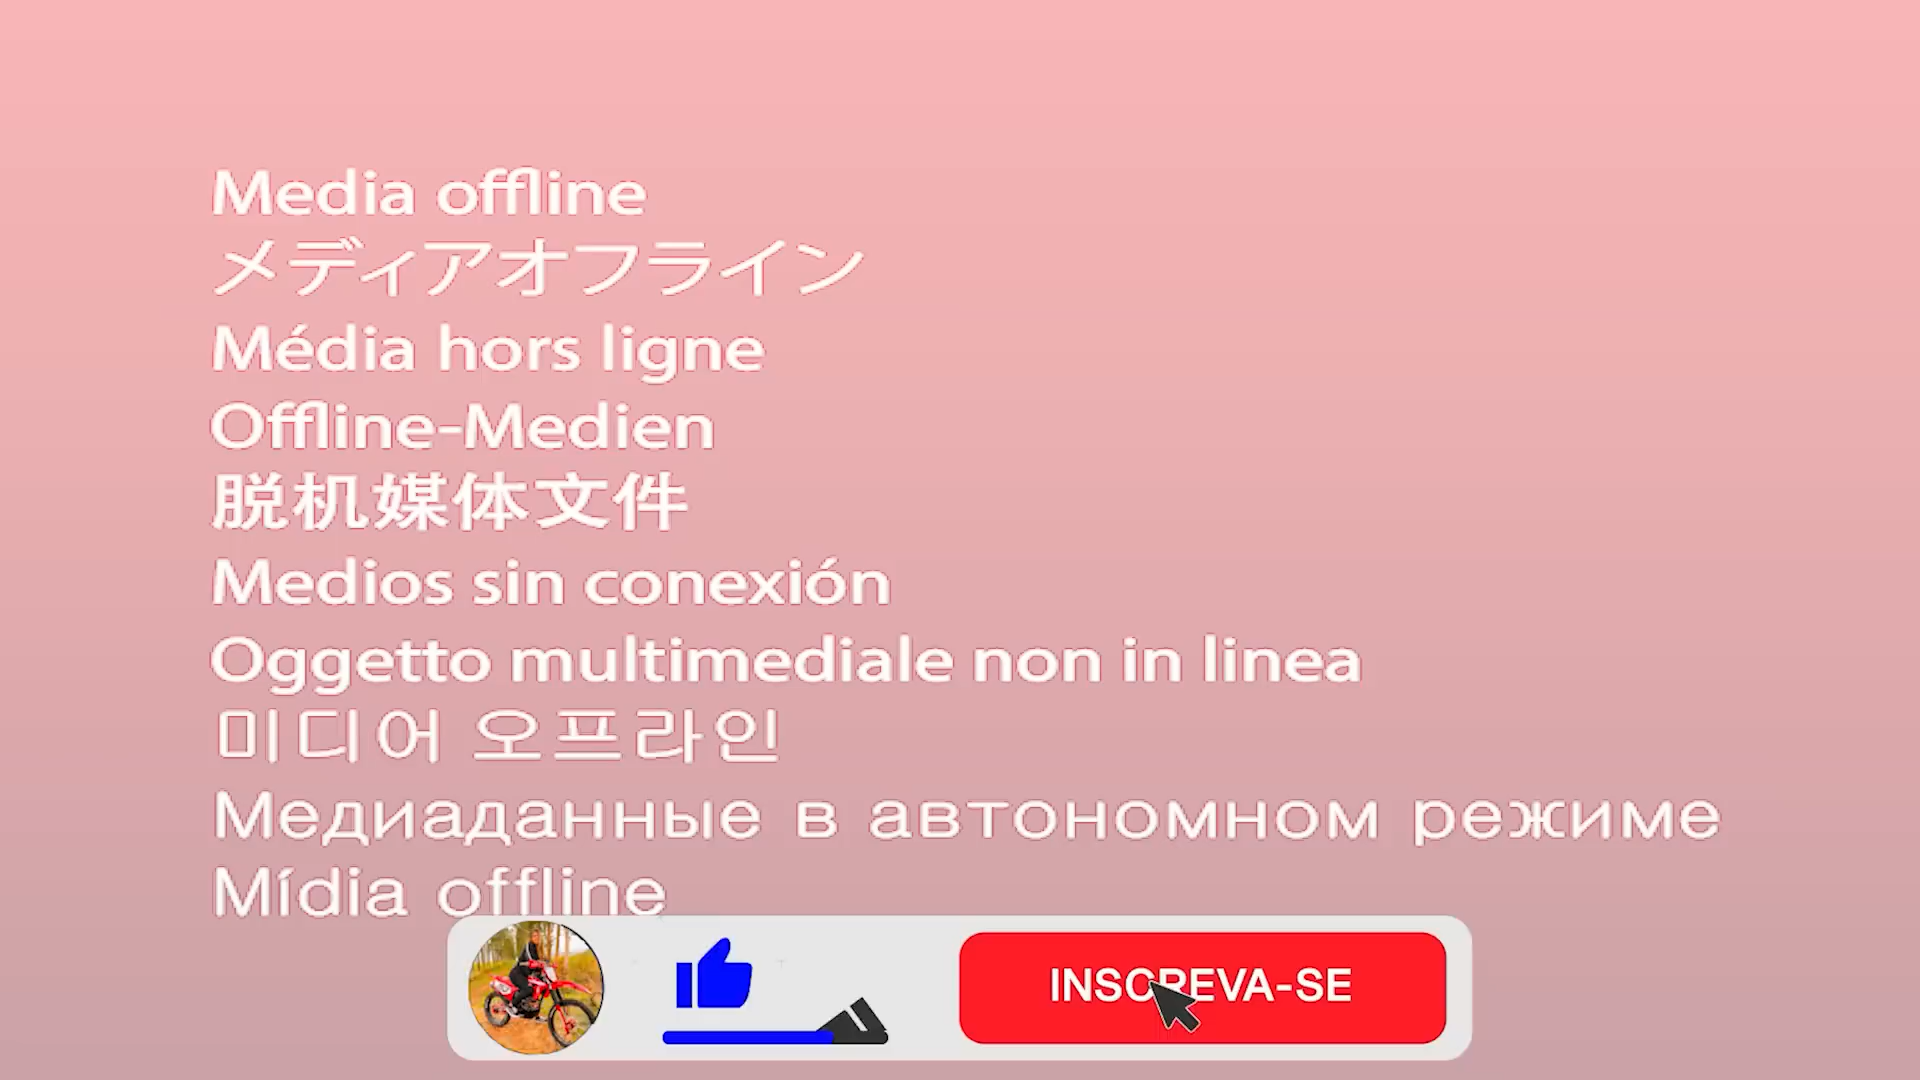 Media offline
メディアオフライン
Média hors ligne
Offline-Medien
脱机媒体文件
Medios sin conexión
Oggetto multimediale non in linea
미디어 오프라인
Медиаданные в автономном режиме
Mídia offline
INSCREVA-SE